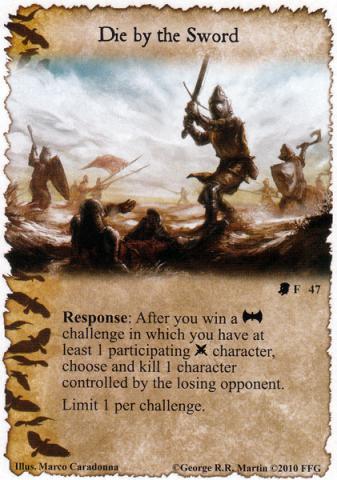 Die by the Sword
F 47
Response: After you win a
challenge in which you have at
least 1 participating character,
choose and kill 1 character
controlled by the losing opponent.
Limit 1 per challenge.
Illus. Marco Caradonna ©George R.R. Martin ©2010 FFG